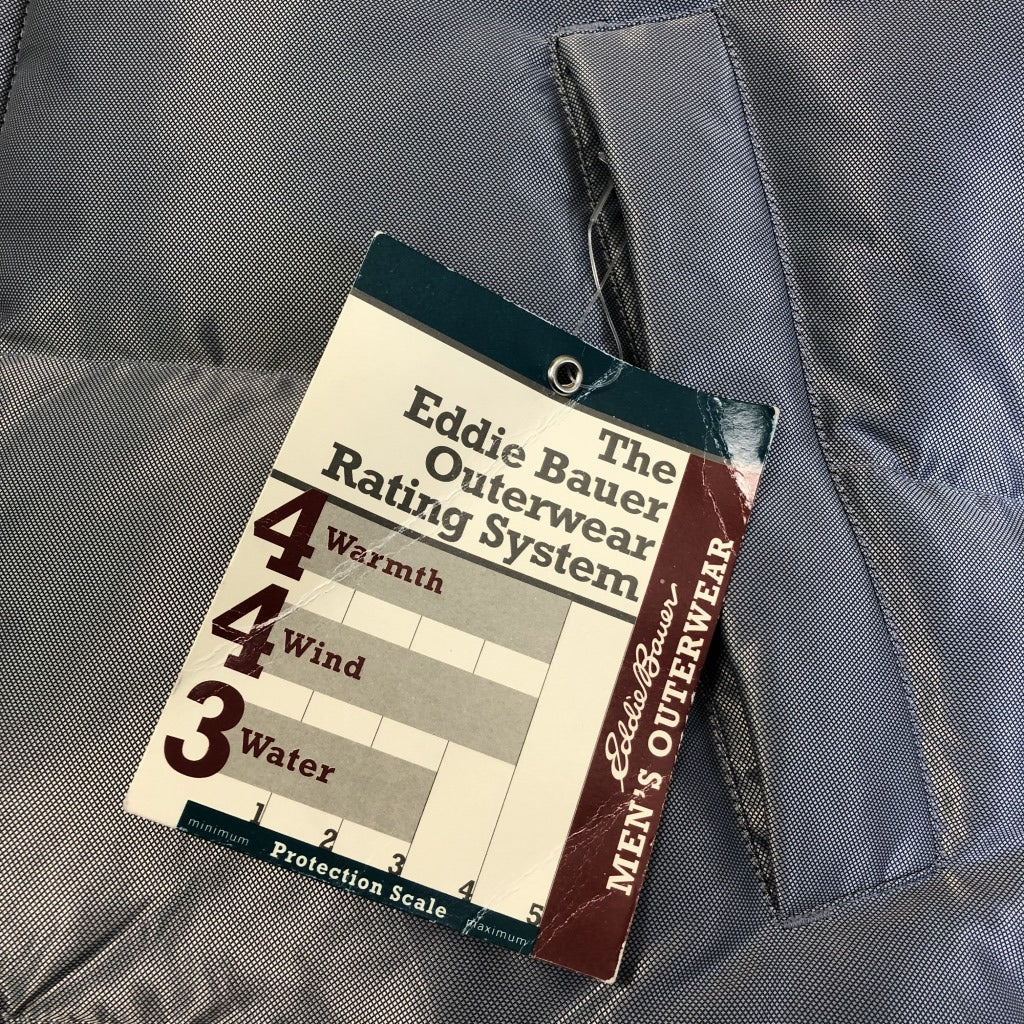 The
Eddie Bauer
Outerwear
Rating System
4 Warmth
4 Wind
3 Water
1 2 3 4 5
minimum Protection Scale maximum
Eddie Bauer
MEN'S OUTERWEAR